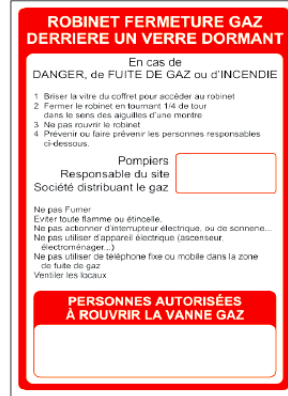 ROBINET FERMETURE GAZ
DERRIERE UN VERRE DORMANT
En cas de
DANGER, de FUITE DE GAZ ou d'INCENDIE
1 Briser la vitre du coffret pour accéder au robinet
2 Fermer le robinet en tournant 1/4 de tour
dans le sens des aiguilles d'une montre
3 Ne pas rouvrir le robinet
4 Prévenir ou faire prévenir les personnes responsables
ci-dessous.
Pompiers
Responsable du site
Société distribuant le gaz
Ne pas Fumer
Eviter toute flamme ou étincelle.
Ne pas actionner d'interrupteur électrique, ou de sonnene...
Ne pas utiliser d'appareil électrique (ascenseur,
électroménager...)
Ne pas utiliser de téléphone fixe ou mobile dans la zone
de fuite de gaz
Ventiler les locaux
PERSONNES AUTORISÉES
À ROUVRIR LA VANNE GAZ